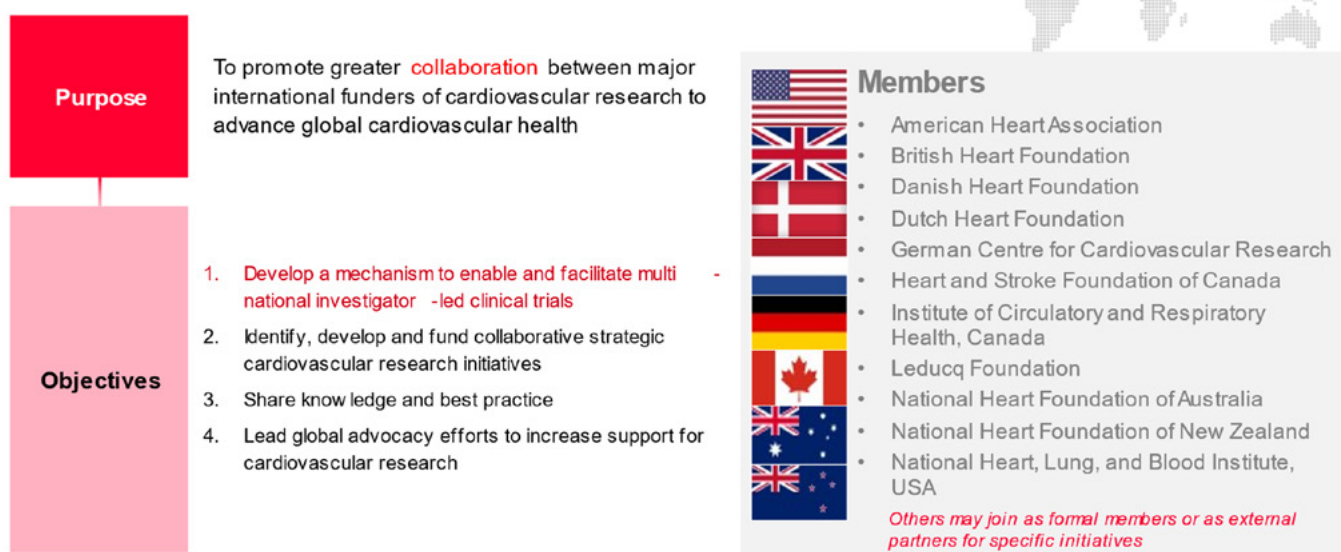 Purpose
To promote greater collaboration between major
international funders of cardiovascular research to
advance global cardiovascular health
Objectives
1. Develop a mechanism to enable and facilitate multi -
national investigator -led clinical trials
2. Identify, develop and fund collaborative strategic
cardiovascular research initiatives
3. Share knowledge and best practice
4. Lead global advocacy efforts to increase support for
cardiovascular research
Members
• American Heart Association
• British Heart Foundation
• Danish Heart Foundation
• Dutch Heart Foundation
• German Centre for Cardiovascular Research
• Heart and Stroke Foundation of Canada
• Institute of Circulatory and Respiratory
Health, Canada
• Leducq Foundation
• National Heart Foundation of Australia
• National Heart Foundation of New Zealand
• National Heart, Lung, and Blood Institute,
USA
Others may join as formal members or as external
partners for specific initiatives